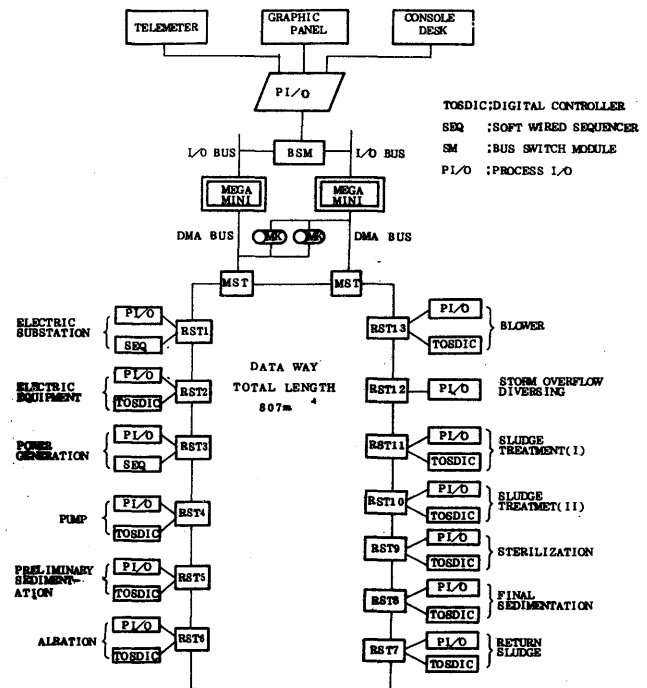 TELEMETER
GRAPHIC
PANEL
CONSOLE
DESK
PI/O
TOSDIC;DIGITAL CONTROLLER
SEQ ;SOFT WIRED SEQUENCER
SM ;BUS SWITCH MODULE
PI/O ;PROCESS I/O
I/O BUS
BSM
I/O BUS
MEGA
MINI
MEGA
MINI
DMA BUS
MK
MK
DMA BUS
MST
MST
ELECTRIC
SUBSTATION
PI/O
SEQ
RST1
ELECTRIC
EQUIPMENT
PI/O
TOSDIC
RST2
POWER
GENERATION
PI/O
SEQ
RST3
PUMP
PI/O
TOSDIC
RST4
PRELIMINARY
SEDIMENT-
ATION
PI/O
TOSDIC
RST5
ALRATION
PI/O
TOSDIC
RST6
DATA WAY
TOTAL LENGTH
807m
RST13
PI/O
TOSDIC
BLOWER
RST12
PI/O
STORM OVERFLOW
DIVERSING
RST11
PI/O
TOSDIC
SLUDGE
TREATMENT(I)
RST10
PI/O
TOSDIC
SLUDGE
TREATMET(II)
RST9
PI/O
TOSDIC
STERILIZATION
RST8
PI/O
TOSDIC
FINAL
SEDIMENTATION
RST7
PI/O
TOSDIC
RETURN
SLUDGE